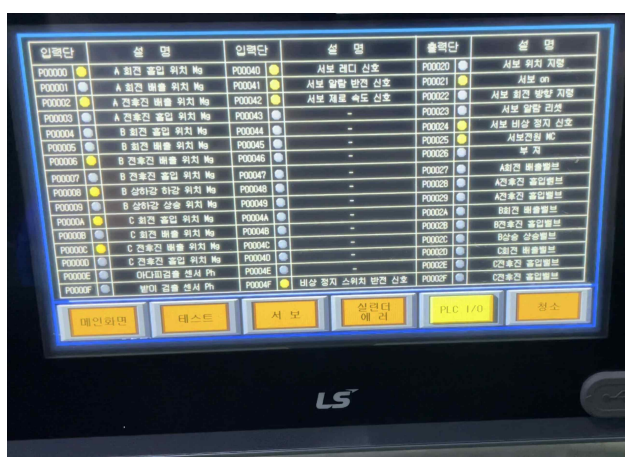 입력단 설 명 입력단 설 명 출력단 설 명
P00000 A 회전 흡입 위치 Mg P00040 서보 레디 신호 P00020 서보 위치 지령
P00001 A 회전 배출 위치 Mg P00041 서보 알람 반전 신호 P00021 서보 on
P00002 A 전후진 배출 위치 Mg P00042 서보 제로 속도 신호 P00022 서보 회전 방향 지령
P00003 A 전후진 흡입 위치 Mg P00043 - P00023 서보 알람 리셋
P00004 B 회전 흡입 위치 Mg P00044 - P00024 서보 비상 정지 신호
P00005 B 회전 배출 위치 Mg P00045 - P00025 서보전원 MC
P00006 B 전후진 배출 위치 Mg P00046 - P00026 부 저
P00007 B 전후진 흡입 위치 Mg P00047 - P00027 A회전 배출밸브
P00008 B 상하강 하강 위치 Mg P00048 - P00028 A전후진 흡입밸브
P00009 B 상하강 상승 위치 Mg P00049 - P00029 A전후진 흡입밸브
P0000A C 회전 흡입 위치 Mg P0004A - P0002A B회전 배출밸브
P0000B C 회전 배출 위치 Mg P0004B - P0002B B전후진 흡입밸브
P0000C C 전후진 배출 위치 Mg P0004C - P0002C B상승 상승밸브
P0000D C 전후진 흡입 위치 Mg P0004D - P0002D C회전 배출밸브
P0000E 센서 Ph P0004E - P0002E C전후진 흡입밸브
P0000F 받이 검출 센서 Ph P0004F 비상 정지 스위치 반전 신호 P0002F C전후진 흡입밸브
메인화면 테스트 서 보 실린더 에 러 PLC I/O 청소
LS